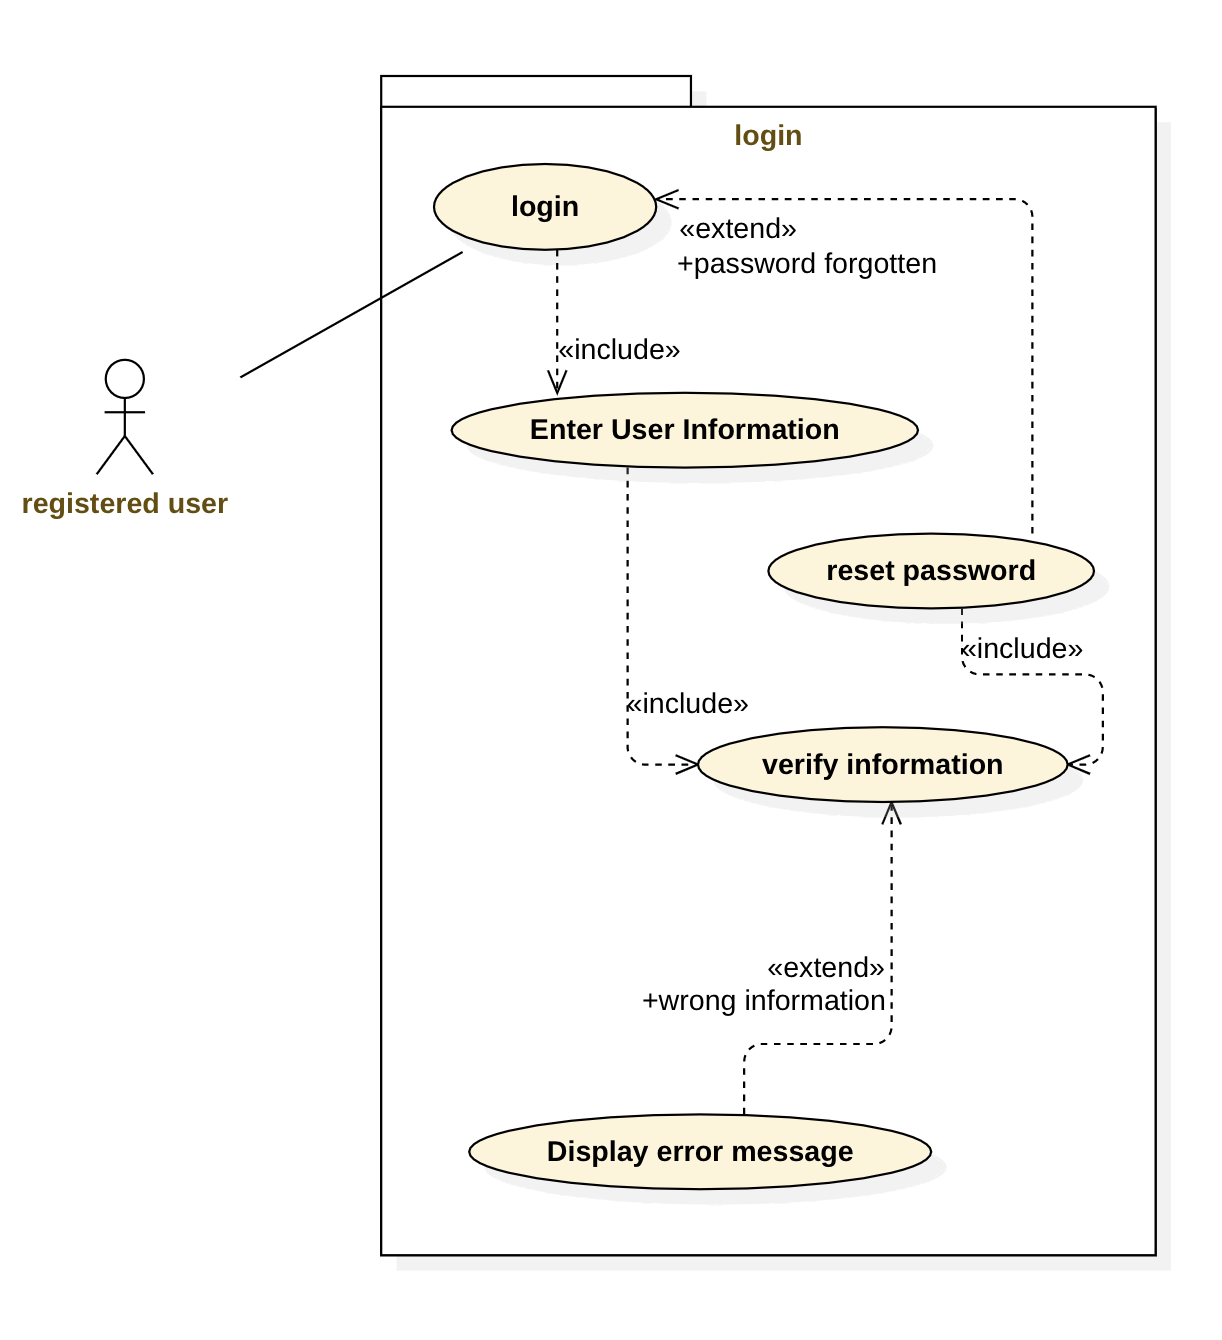 login
login
«extend»
+password forgotten
«include»
Enter User Information
registered user
reset password
«include»
«include»
verify information
«extend»
+wrong information
Display error message